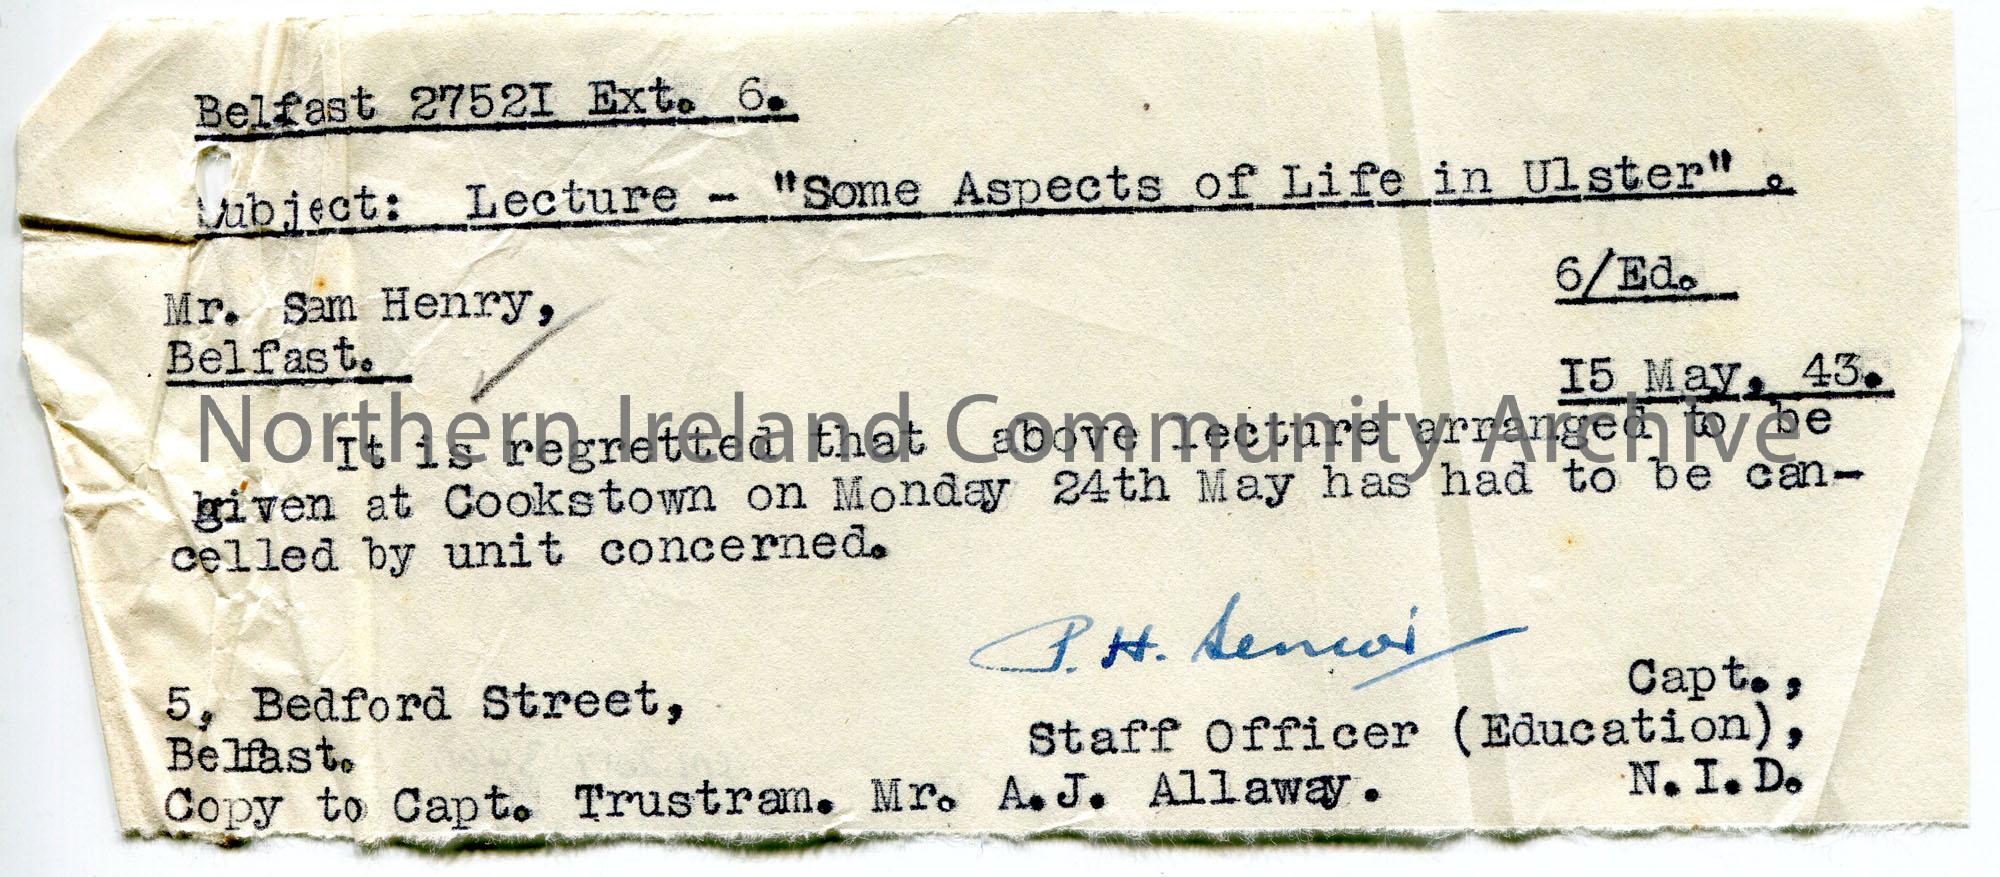 Belfast 2752I Ext. 6.
Subject: Lecture - "Some Aspects of Life in Ulster".
6/Ed.
Mr. Sam Henry,
Belfast.
I5 May, 43.
Northern Ireland Community Archive
It is regretted that above lecture arranged to be
given at Cookstown on Monday 24th May has had to be can-
celled by unit concerned.
P. H. Senior
Capt.,
5, Bedford Street,
Staff Officer (Education),
Belfast.
N.I.D.
Copy to Capt. Trustram. Mr. A.J. Allaway.